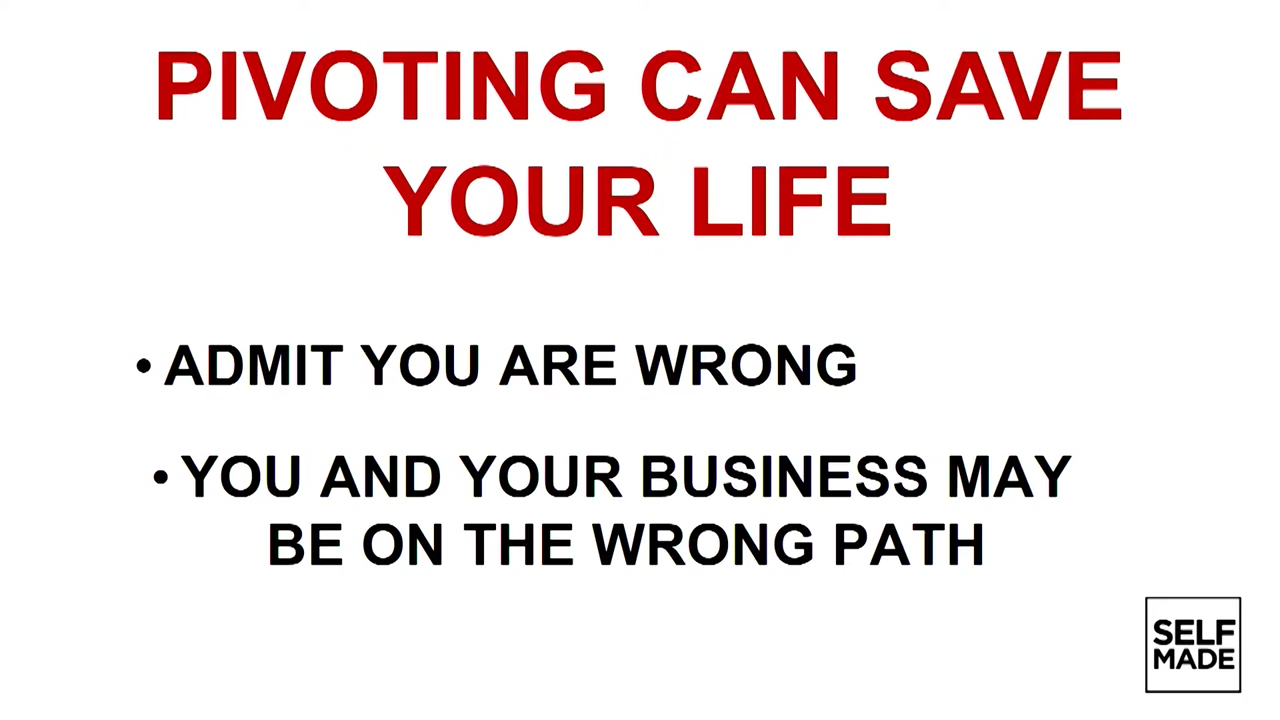 PIVOTING CAN SAVE
YOUR LIFE
• ADMIT YOU ARE WRONG
• YOU AND YOUR BUSINESS MAY
BE ON THE WRONG PATH
SELF
MADE